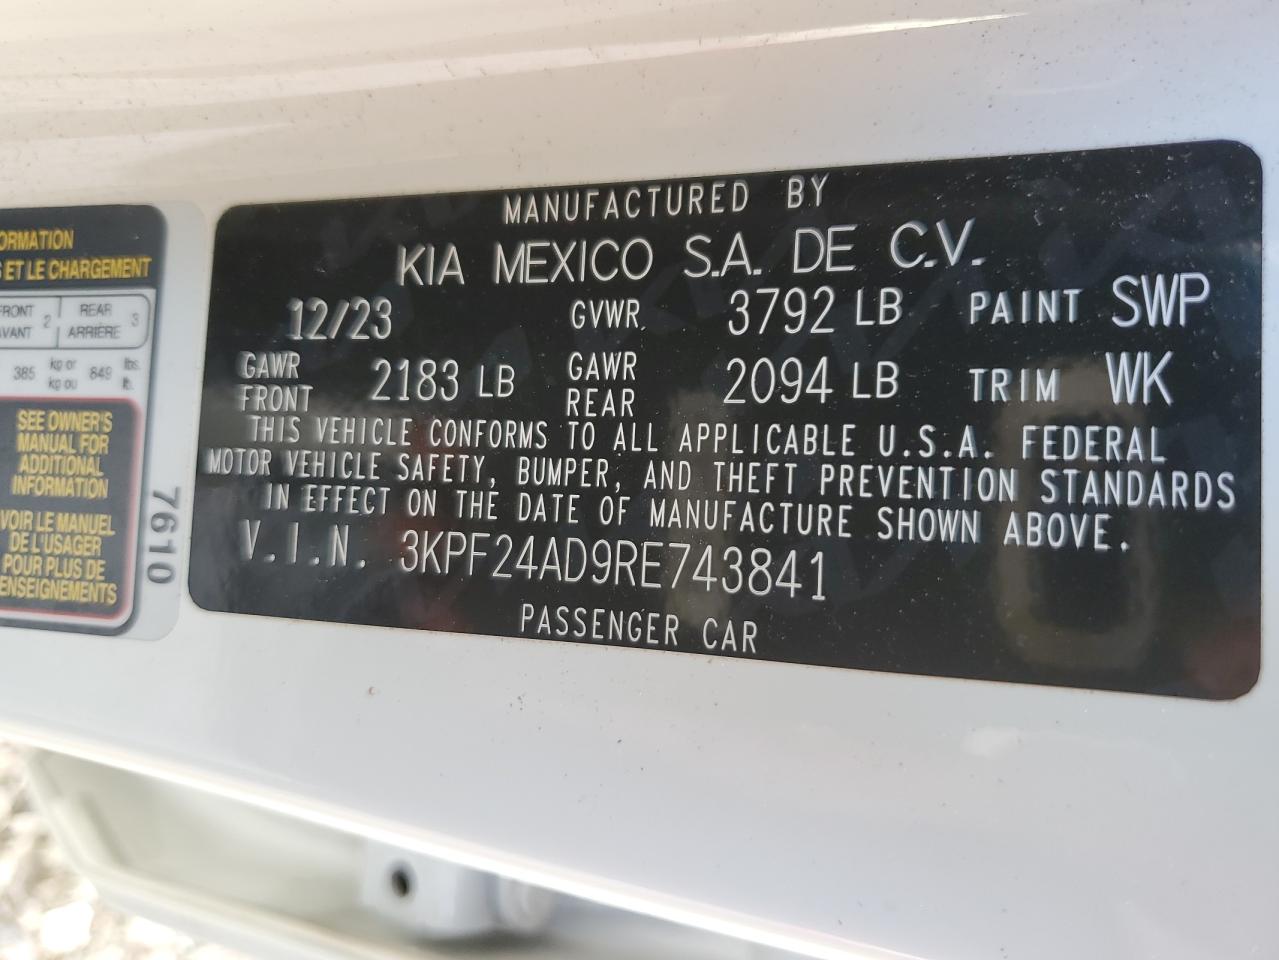 ORMATION
ET LE CHARGEMENT
FRONT 2 REAR 3
AVANT ARRIÈRE
385 kg or 849 lbs.
kg ou lb.
SEE OWNER'S
MANUAL FOR
ADDITIONAL
INFORMATION
VOIR LE MANUEL
DE L'USAGER
POUR PLUS DE
ENSEIGNEMENTS
7610
MANUFACTURED BY
KIA MEXICO S.A. DE C.V.
12/23 GVWR 3792 LB PAINT SWP
GAWR FRONT 2183 LB GAWR REAR 2094 LB TRIM WK
THIS VEHICLE CONFORMS TO ALL APPLICABLE U.S.A. FEDERAL
MOTOR VEHICLE SAFETY, BUMPER, AND THEFT PREVENTION STANDARDS
IN EFFECT ON THE DATE OF MANUFACTURE SHOWN ABOVE.
V.I.N. 3KPF24AD9RE743841
PASSENGER CAR